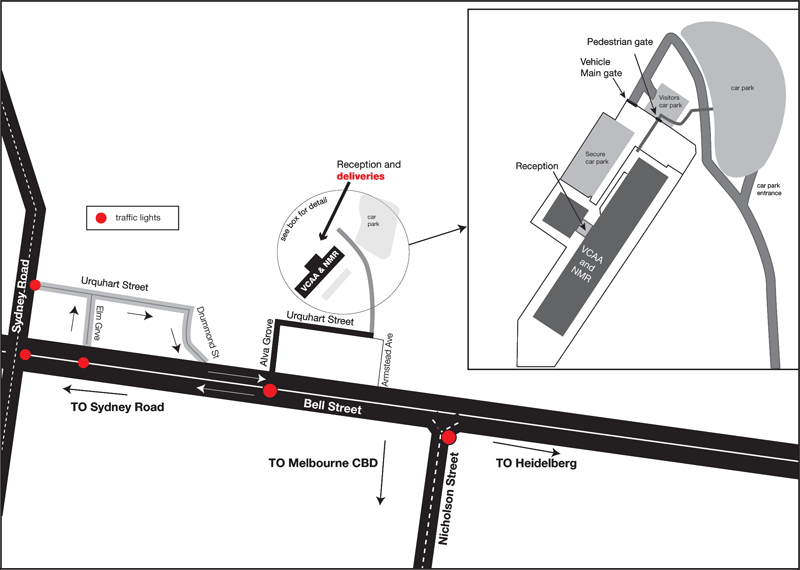 Pedestrian gate
Vehicle
Main gate
car park
Visitors
car park
Secure
car park
Reception
car park
entrance
VCAA
and
NMR
Reception and
deliveries
see box for detail
car
park
VCAA & NMR
traffic lights
Sydney Road
Urquhart Street
Elm Grve
Drummond St
Urquhart Street
Alva Grove
Armstead Ave
Bell Street
TO Sydney Road
TO Melbourne CBD
Nicholson Street
TO Heidelberg